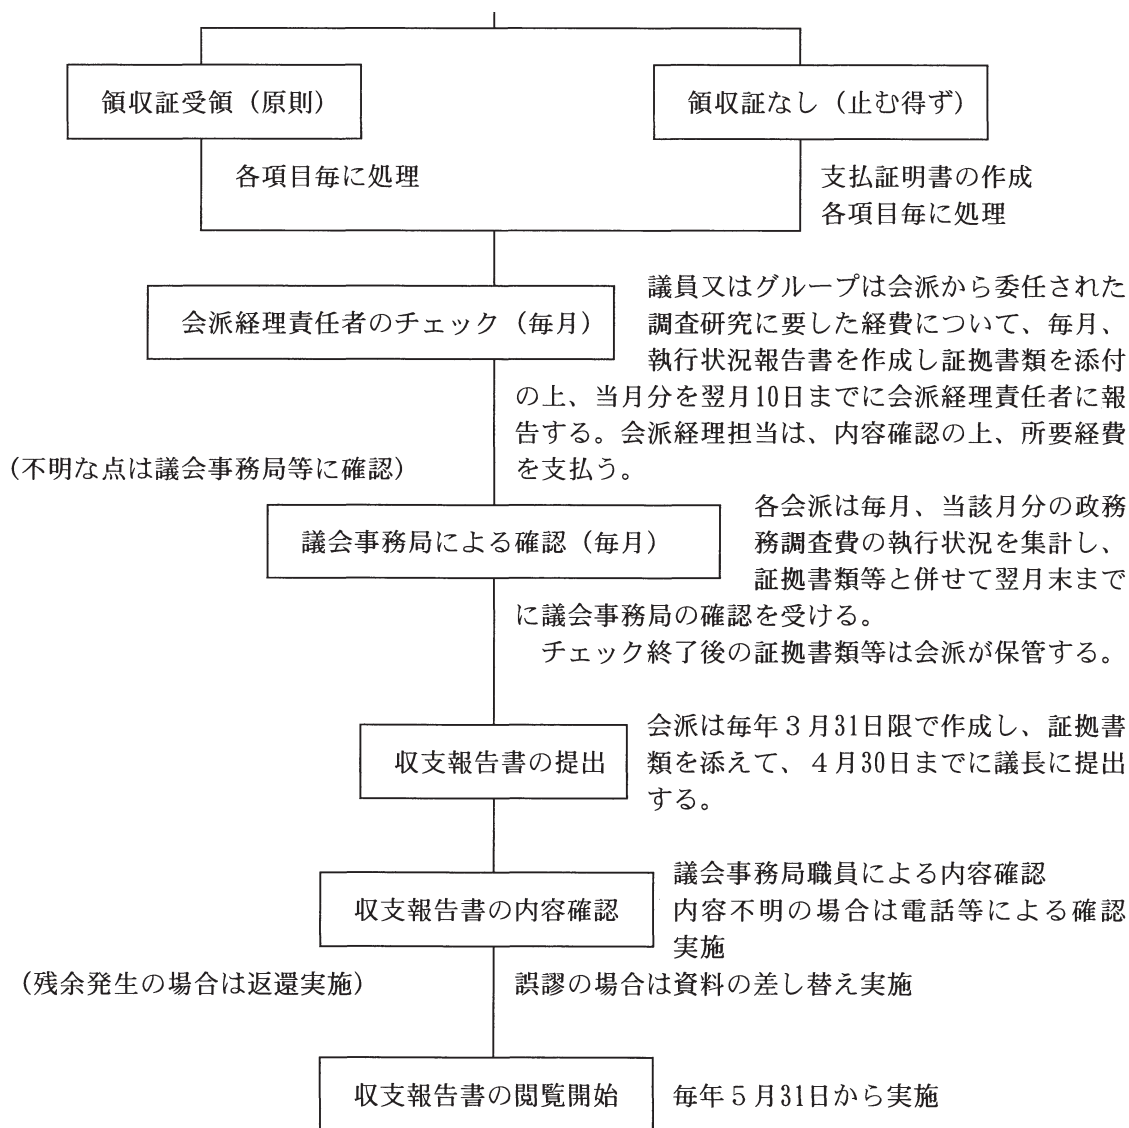 領収証受領（原則）
領収証なし（止む得ず）
各項目毎に処理
支払証明書の作成
各項目毎に処理
会派経理責任者のチェック（毎月）
議員又はグループは会派から委任された
調査研究に要した経費について、毎月、
執行状況報告書を作成し証拠書類を添付
の上、当月分を翌月10日までに会派経理責任者に報
告する。会派経理担当は、内容確認の上、所要経費
を支払う。
（不明な点は議会事務局等に確認）
議会事務局による確認（毎月）
各会派は毎月、当該月分の政務
務調査費の執行状況を集計し、
証拠書類等と併せて翌月末まで
に議会事務局の確認を受ける。
チェック終了後の証拠書類等は会派が保管する。
収支報告書の提出
会派は毎年３月31日限で作成し、証拠書
類を添えて、４月30日までに議長に提出
する。
収支報告書の内容確認
議会事務局職員による内容確認
内容不明の場合は電話等による確認
実施
（残余発生の場合は返還実施）
誤謬の場合は資料の差し替え実施
収支報告書の閲覧開始
毎年５月31日から実施